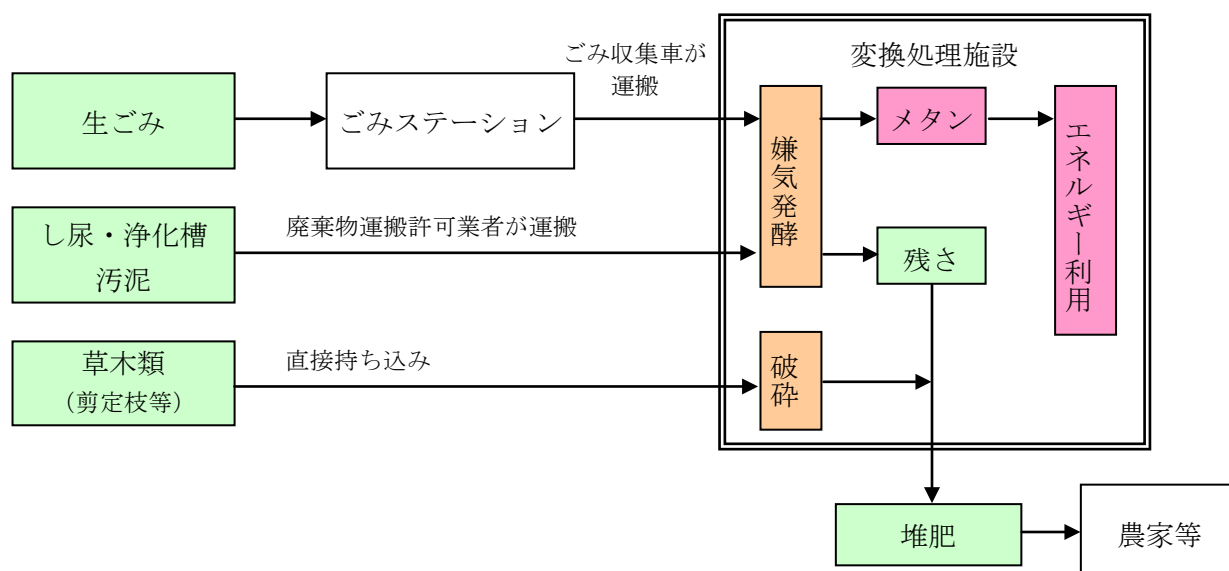 ごみ収集車が
運搬
変換処理施設
生ごみ
ごみステーション
嫌気発酵
メタン
エネルギー利用
し尿・浄化槽
汚泥
廃棄物運搬許可業者が運搬
残さ
草木類
（剪定枝等）
直接持ち込み
破砕
堆肥
農家等